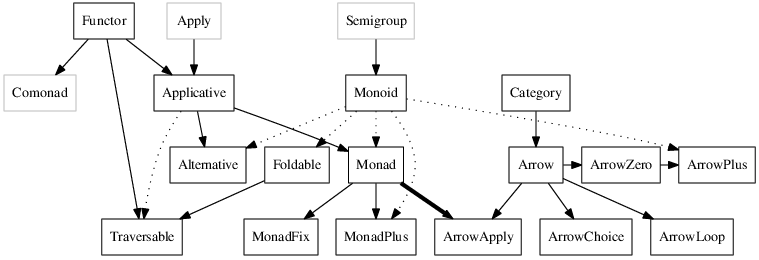 Functor
Apply
Semigroup
Comonad
Applicative
Monoid
Category
Alternative
Foldable
Monad
Arrow
ArrowZero
ArrowPlus
Traversable
MonadFix
MonadPlus
ArrowApply
ArrowChoice
ArrowLoop